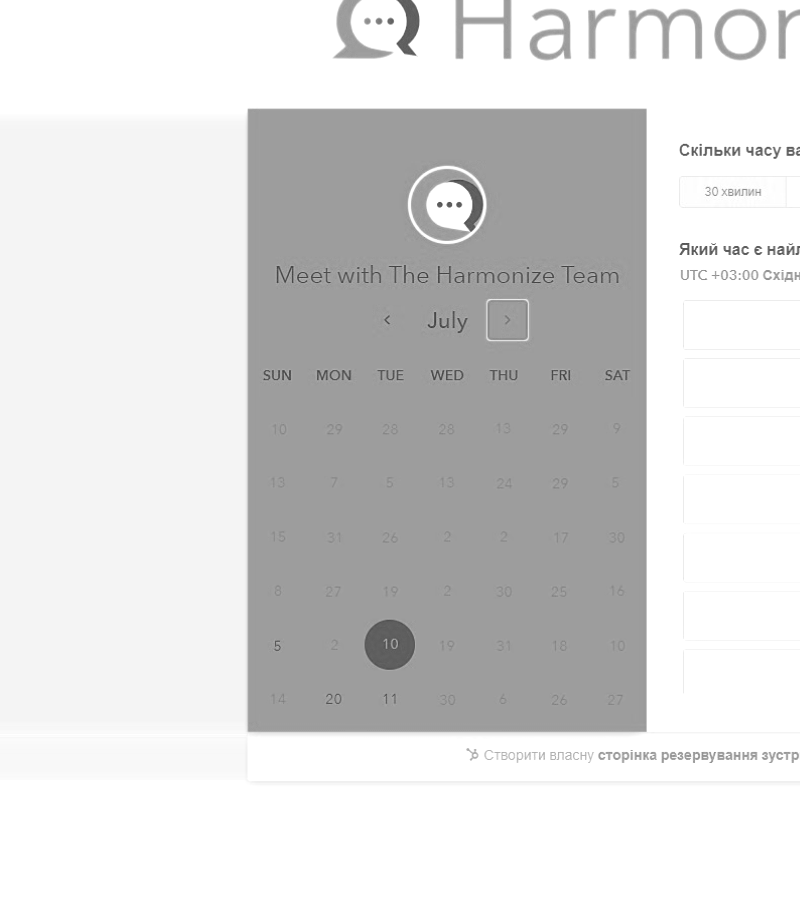 Harmon
Meet with The Harmonize Team
July
SUN MON TUE WED THU FRI SAT
10 29 28 28 13 29 9
13 7 5 13 24 29 5
15 31 26 2 2 17 30
8 27 19 2 30 25 16
5 2 10 19 31 18 10
14 20 11 30 6 26 27
Скільки часу ва
30 хвилин
Який час є найл
UTC +03:00 Східн
Створити власну сторінка резервування зустр